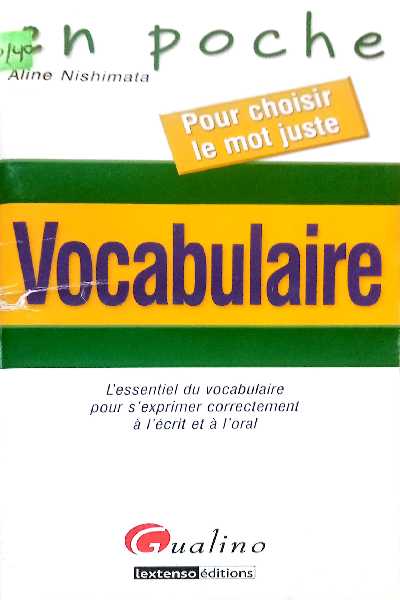 en poche
Aline Nishimata
Pour choisir
le mot juste
Vocabulaire
L'essentiel du vocabulaire
pour s'exprimer correctement
à l'écrit et à l'oral
Gualino
lextenso éditions